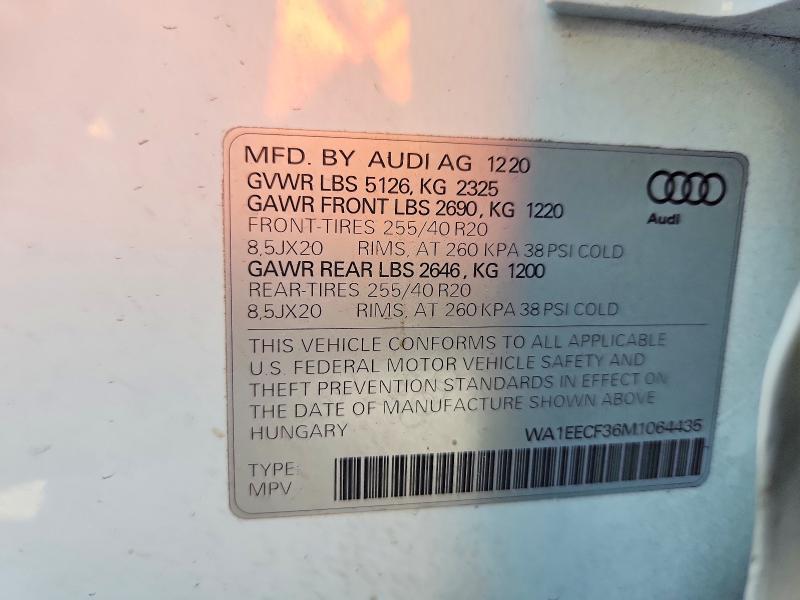 MFD. BY AUDI AG 1220
GVWR LBS 5126, KG 2325
GAWR FRONT LBS 2690, KG 1220
FRONT-TIRES 255/40 R20
8,5JX20 RIMS, AT 260 KPA 38 PSI COLD
GAWR REAR LBS 2646, KG 1200
REAR-TIRES 255/40 R20
8,5JX20 RIMS, AT 260 KPA 38 PSI COLD
Audi
THIS VEHICLE CONFORMS TO ALL APPLICABLE
U.S. FEDERAL MOTOR VEHICLE SAFETY AND
THEFT PREVENTION STANDARDS IN EFFECT ON
THE DATE OF MANUFACTURE SHOWN ABOVE
HUNGARY WA1EECF36M1064435
TYPE:
MPV